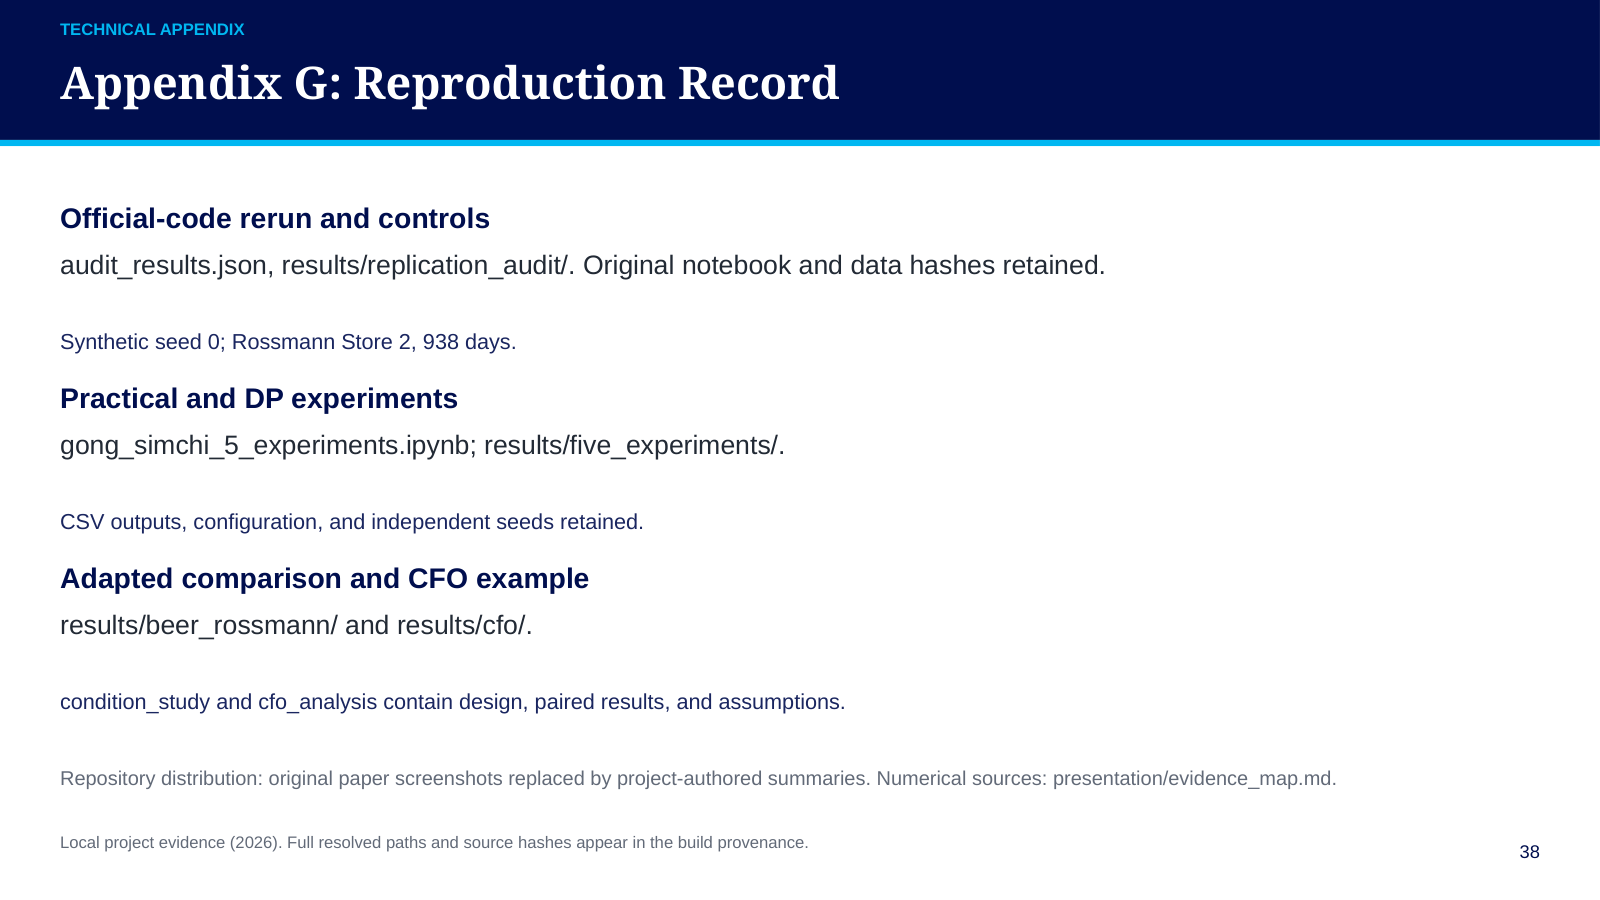 TECHNICAL APPENDIX
Appendix G: Reproduction Record
Official-code rerun and controls
audit_results.json, results/replication_audit/. Original notebook and data hashes retained.
Synthetic seed 0; Rossmann Store 2, 938 days.
Practical and DP experiments
gong_simchi_5_experiments.ipynb; results/five_experiments/.
CSV outputs, configuration, and independent seeds retained.
Adapted comparison and CFO example
results/beer_rossmann/ and results/cfo/.
condition_study and cfo_analysis contain design, paired results, and assumptions.
Repository distribution: original paper screenshots replaced by project-authored summaries. Numerical sources: presentation/evidence_map.md.
Local project evidence (2026). Full resolved paths and source hashes appear in the build provenance.
38